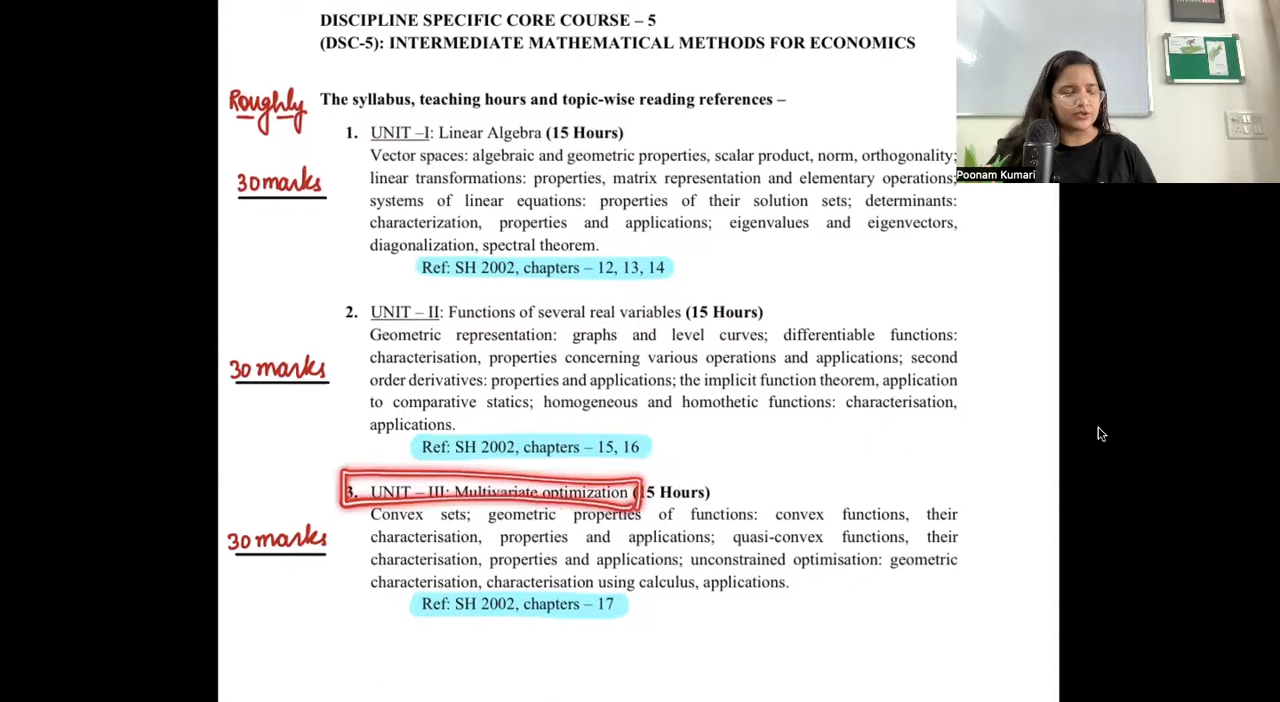 DISCIPLINE SPECIFIC CORE COURSE – 5
(DSC-5): INTERMEDIATE MATHEMATICAL METHODS FOR ECONOMICS
Roughly
The syllabus, teaching hours and topic-wise reading references –
1. UNIT –I: Linear Algebra (15 Hours)
Vector spaces: algebraic and geometric properties, scalar product, norm, orthogonality;
Poonam Kumari
30 marks
linear transformations: properties, matrix representation and elementary operations;
systems of linear equations: properties of their solution sets; determinants:
characterization, properties and applications; eigenvalues and eigenvectors,
diagonalization, spectral theorem.
Ref: SH 2002, chapters – 12, 13, 14
2. UNIT – II: Functions of several real variables (15 Hours)
Geometric representation: graphs and level curves; differentiable functions:
characterisation, properties concerning various operations and applications; second
30 marks
order derivatives: properties and applications; the implicit function theorem, application
to comparative statics; homogeneous and homothetic functions: characterisation,
applications.
Ref: SH 2002, chapters – 15, 16
3. UNIT – III: Multivariate optimization (15 Hours)
Convex sets; geometric properties of functions: convex functions, their
30 marks
characterisation, properties and applications; quasi-convex functions, their
characterisation, properties and applications; unconstrained optimisation: geometric
characterisation, characterisation using calculus, applications.
Ref: SH 2002, chapters – 17